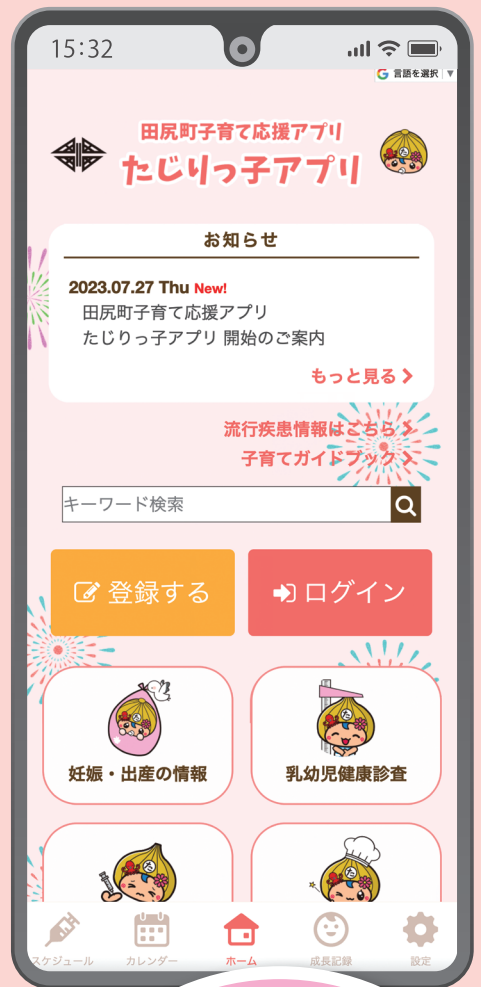 15:32
言語を選択
田尻町子育て応援アプリ
たじりっ子アプリ
お知らせ
2023.07.27 Thu New!
田尻町子育て応援アプリ
たじりっ子アプリ 開始のご案内
もっと見る
流行疾患情報はこちら
子育てガイドブック
キーワード検索
登録する
ログイン
妊娠・出産の情報
乳幼児健康診査
スケジュール
カレンダー
ホーム
成長記録
設定